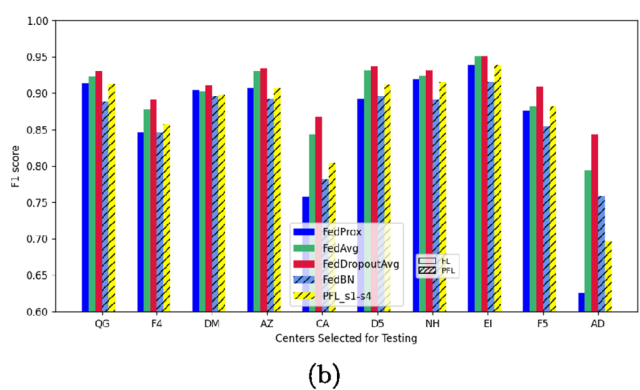 1.00
0.95
0.90
0.85
0.80
0.75
0.70
0.65
0.60
F1 score
FedProx
FedAvg
FedDropoutAvg
FedBN
PFL_s1-s4
FL
PFL
QG F4 DM AZ CA D5 NH EI F5 AD
Centers Selected for Testing
(b)